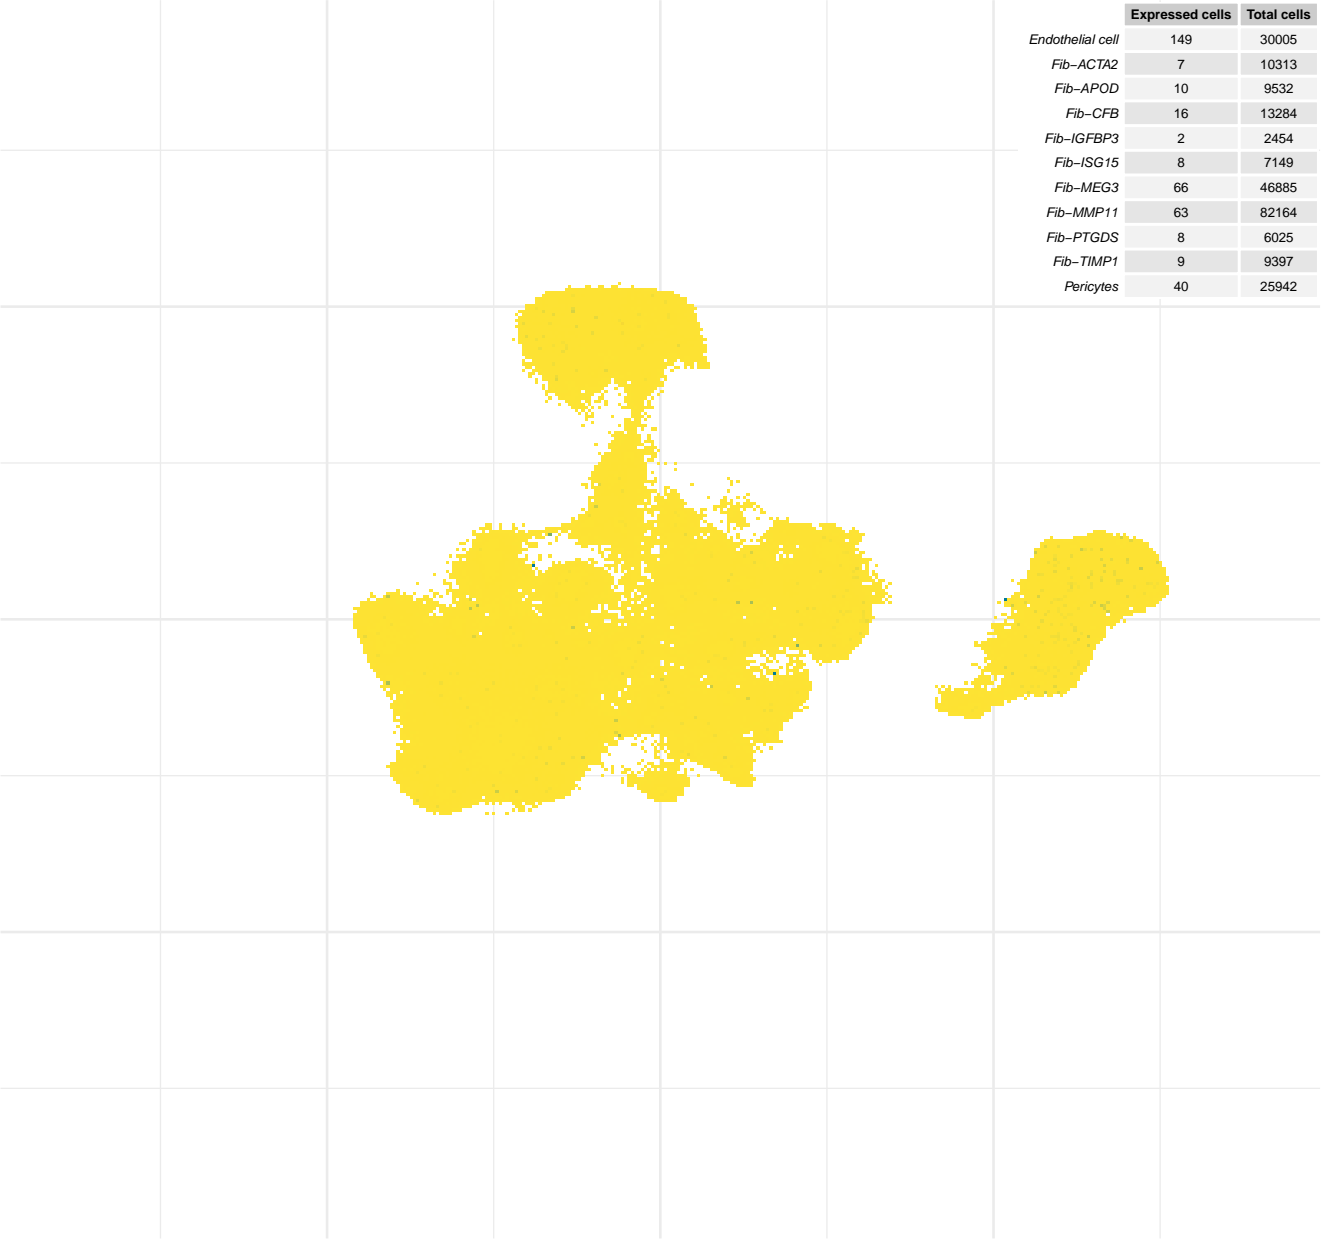 Expressed cells Total cells
Endothelial cell 149 30005
Fib−ACTA2 7 10313
Fib−APOD 10 9532
Fib−CFB 16 13284
Fib−IGFBP3 2 2454
Fib−ISG15 8 7149
Fib−MEG3 66 46885
Fib−MMP11 63 82164
Fib−PTGDS 8 6025
Fib−TIMP1 9 9397
Pericytes 40 25942